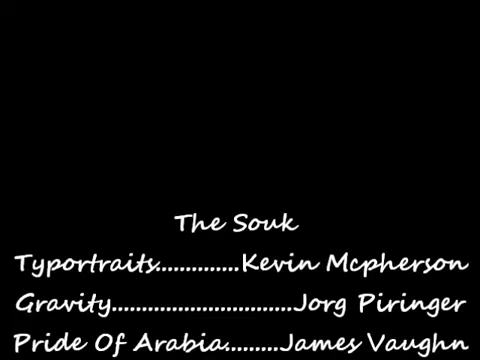 The Souk
Typortraits..............Kevin Mcpherson
Gravity...............................Jorg Piringer
Pride Of Arabia.........James Vaughn